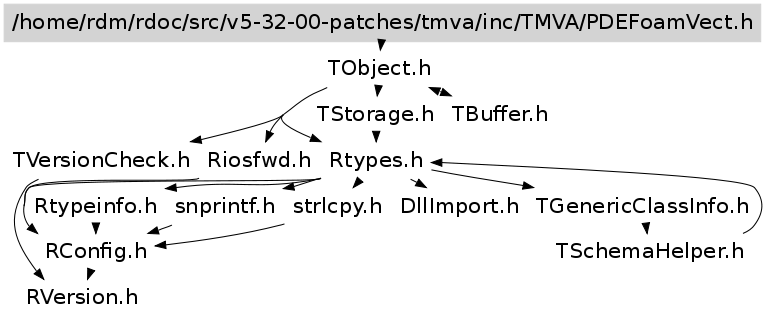 /home/rdm/rdoc/src/v5-32-00-patches/tmva/inc/TMVA/PDEFoamVect.h
TObject.h
TStorage.h TBuffer.h
TVersionCheck.h Riosfwd.h Rtypes.h
Rtypeinfo.h snprintf.h strlcpy.h DllImport.h TGenericClassInfo.h
RConfig.h TSchemaHelper.h
RVersion.h